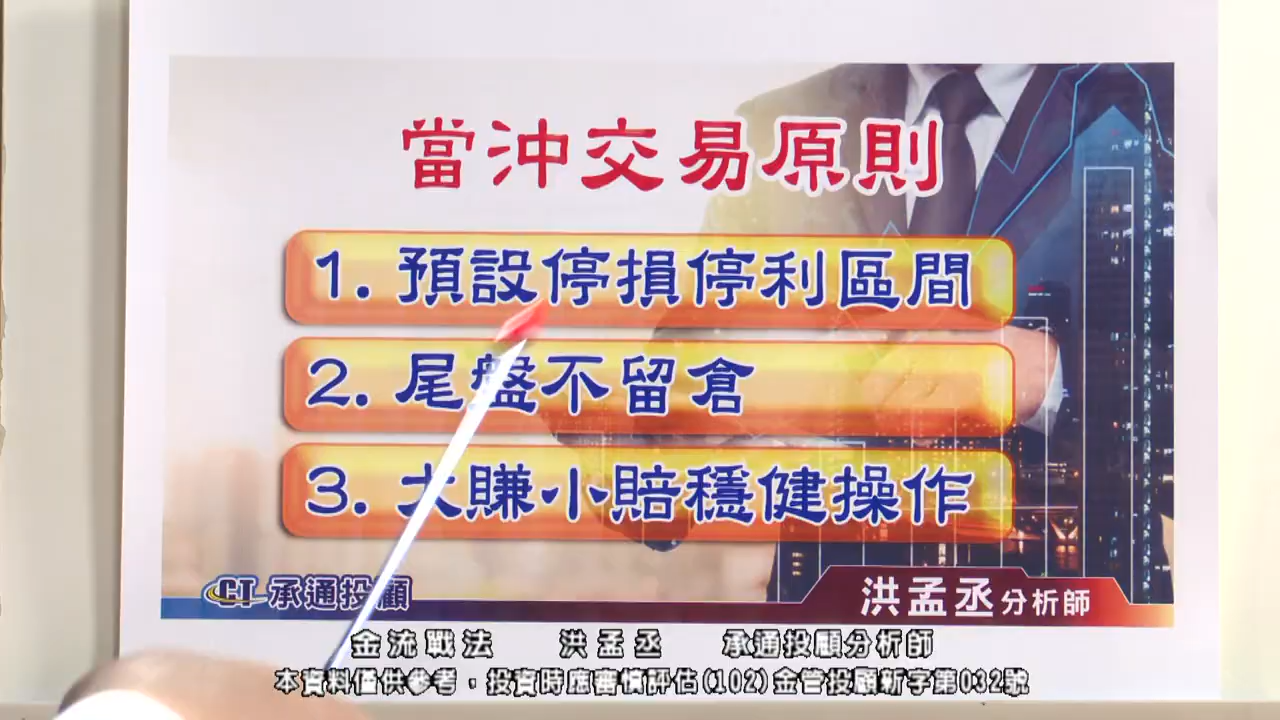 當沖交易原則
1. 預設停損停利區間
2. 尾盤不留倉
3. 大賺小賠穩健操作
CT 承通投顧
洪孟丞分析師
金流戰法 洪孟丞 承通投顧分析師
本資料僅供參考，投資時應審慎評估(102)金管投顧新字第032號